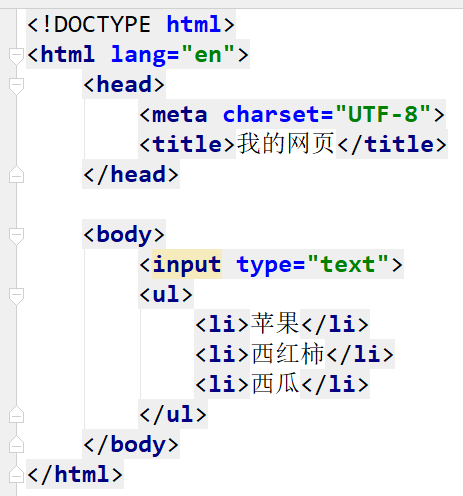 <!DOCTYPE html>
<html lang="en">
<head>
<meta charset="UTF-8">
<title>我的网页</title>
</head>
<body>
<input type="text">
<ul>
<li>苹果</li>
<li>西红柿</li>
<li>西瓜</li>
</ul>
</body>
</html>